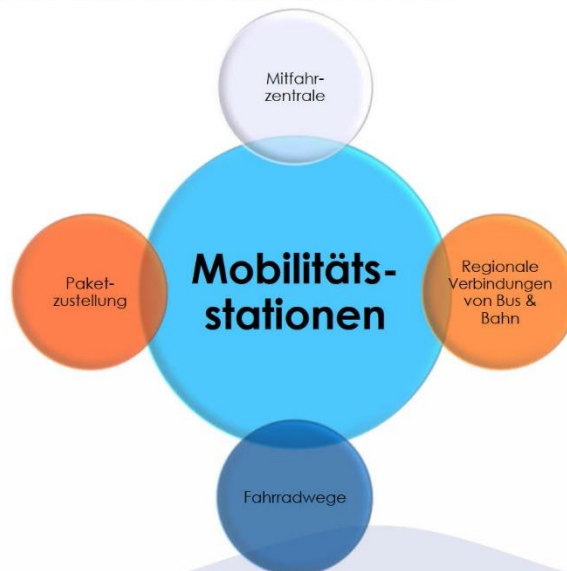 Mitfahr-
zentrale
Mobilitäts-
stationen
Paket-
zustellung
Regionale
Verbindungen
von Bus &
Bahn
Fahrradwege